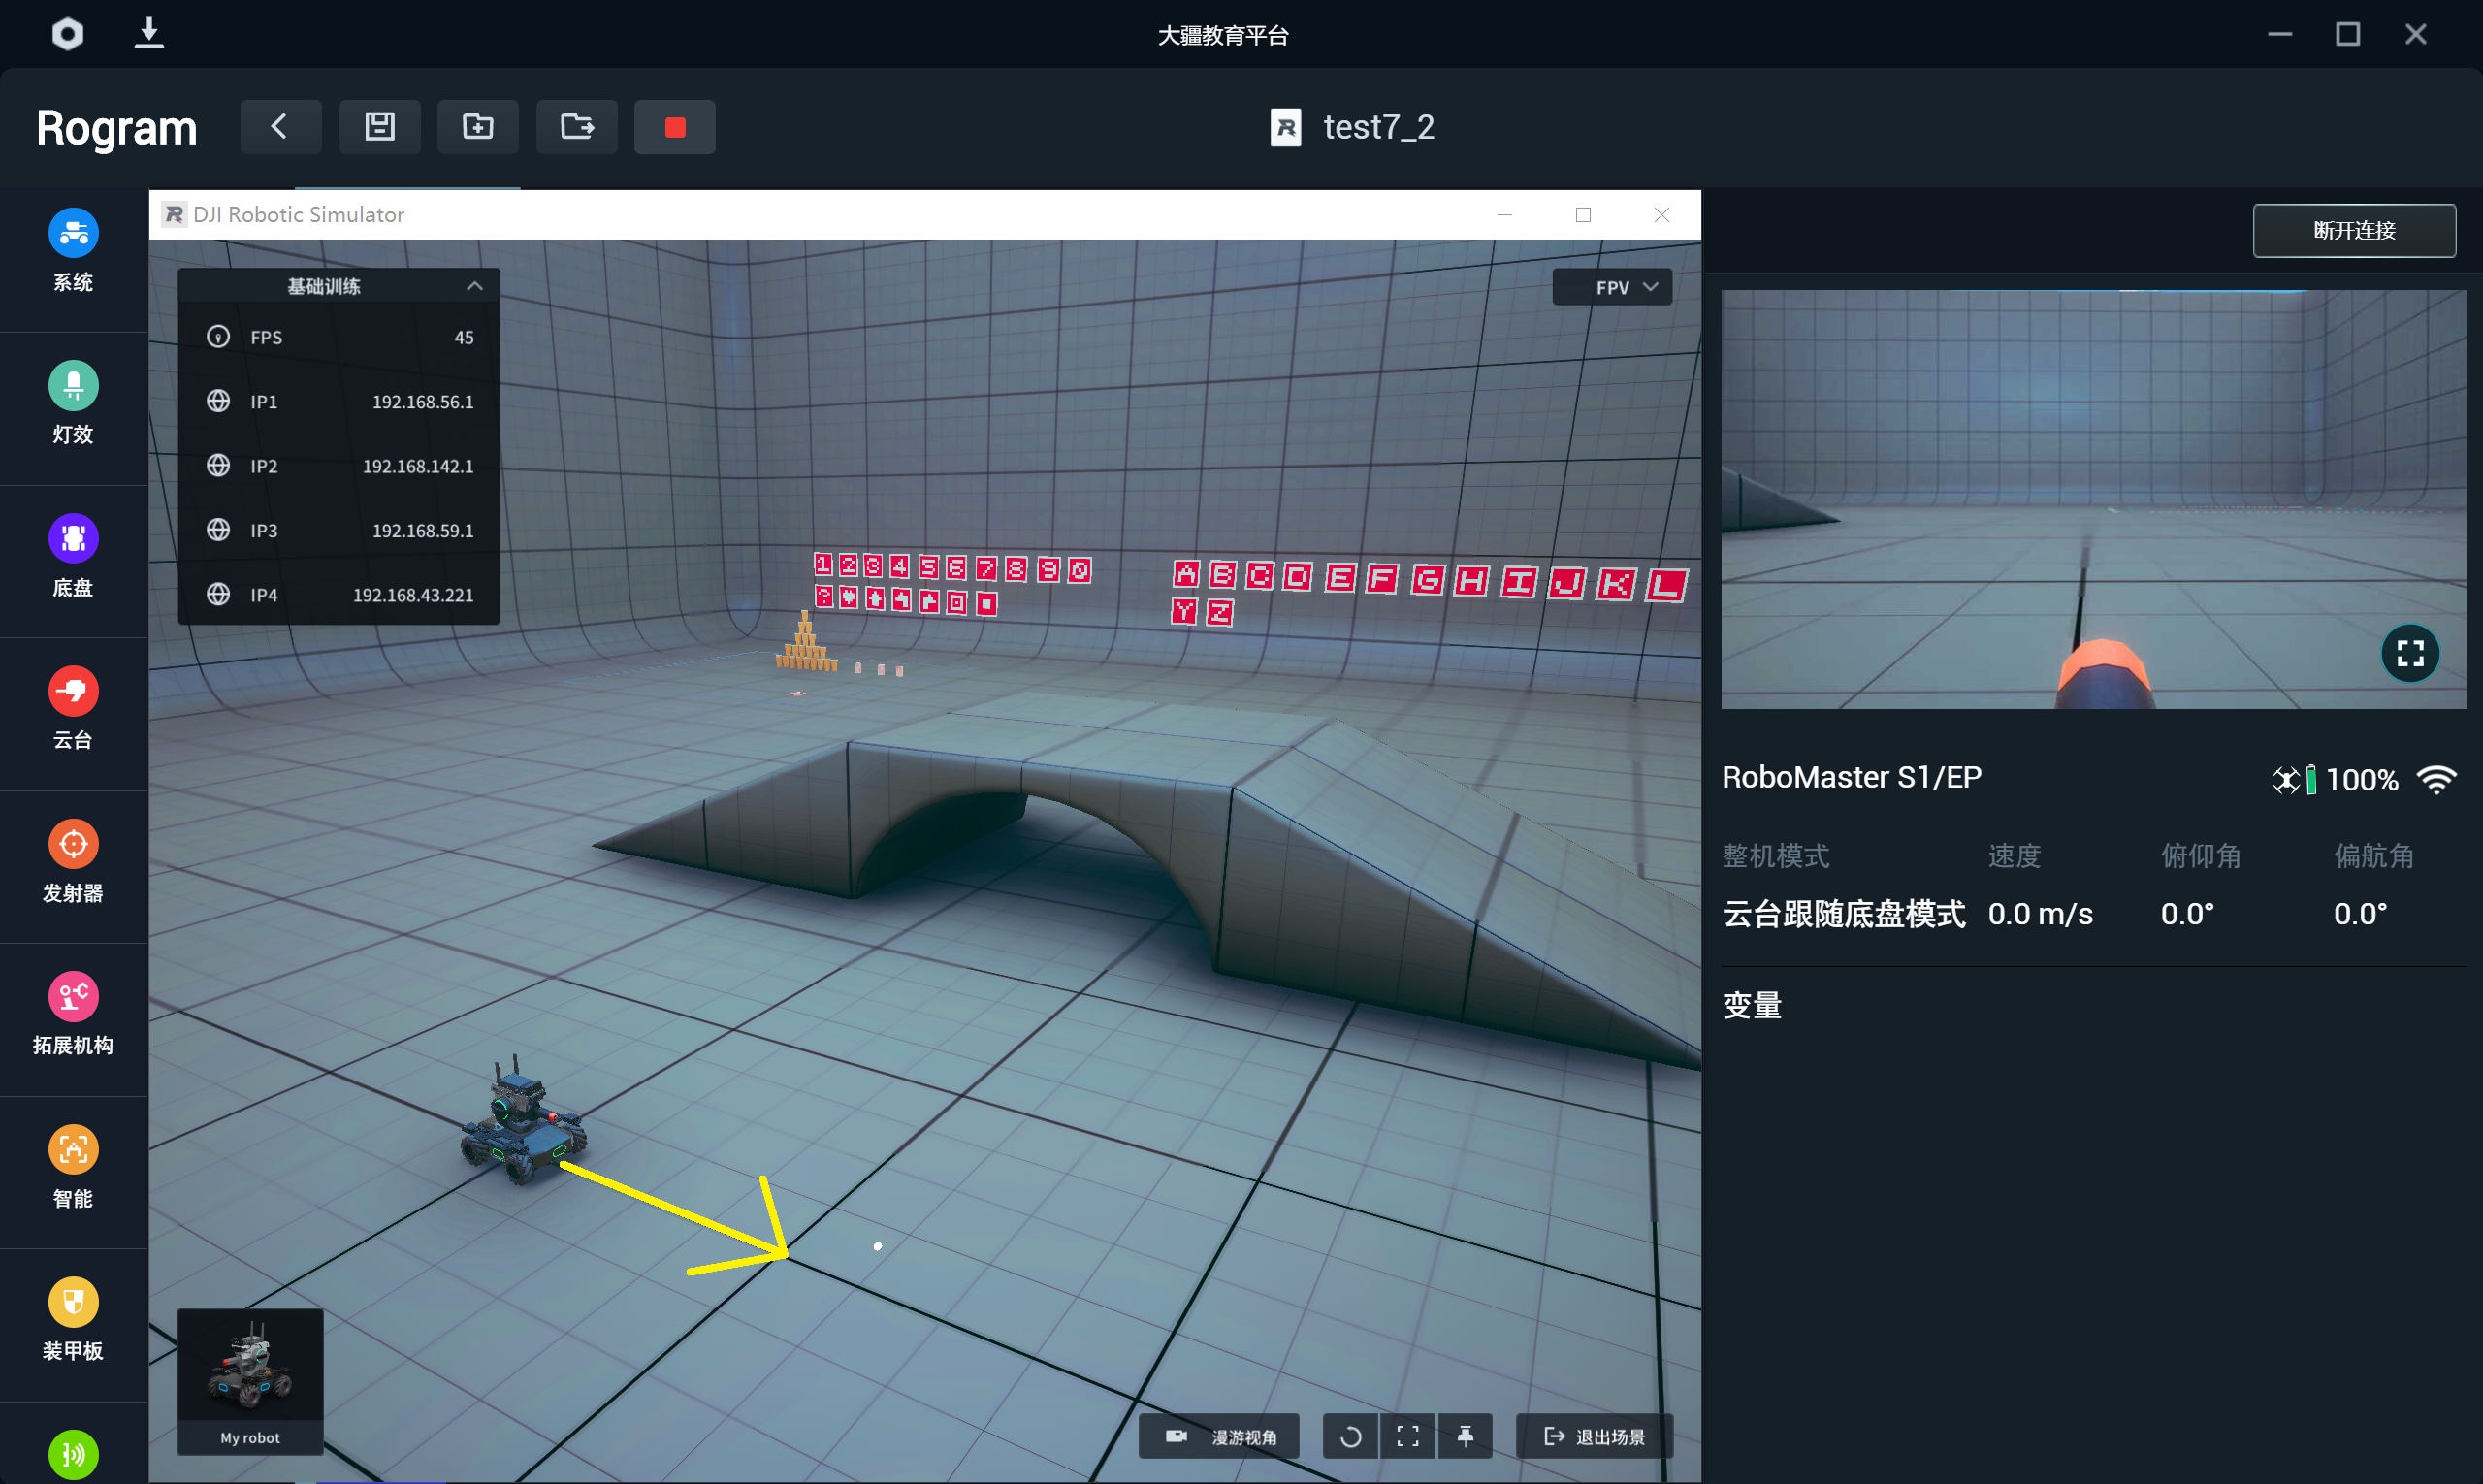 大疆教育平台
Rogram
test7_2
系统
灯效
底盘
云台
发射器
拓展机构
智能
装甲板
DJI Robotic Simulator
基础训练
FPS 45
IP1 192.168.56.1
IP2 192.168.142.1
IP3 192.168.59.1
IP4 192.168.43.221
FPV
1 2 3 4 5 6 7 8 9 0
?
A B C D E F G H I J K L
Y Z
My robot
漫游视角
退出场景
断开连接
RoboMaster S1/EP
100%
整机模式 速度 俯仰角 偏航角
云台跟随底盘模式 0.0 m/s 0.0° 0.0°
变量